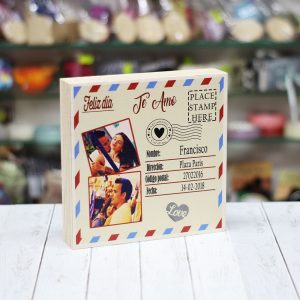 Feliz día
Te Amo
PLACE
STAMP
HERE
Nombre: Francisco
Dirección: Plaza París
Código postal: 27022016
Fecha: 14-02-2018
Love